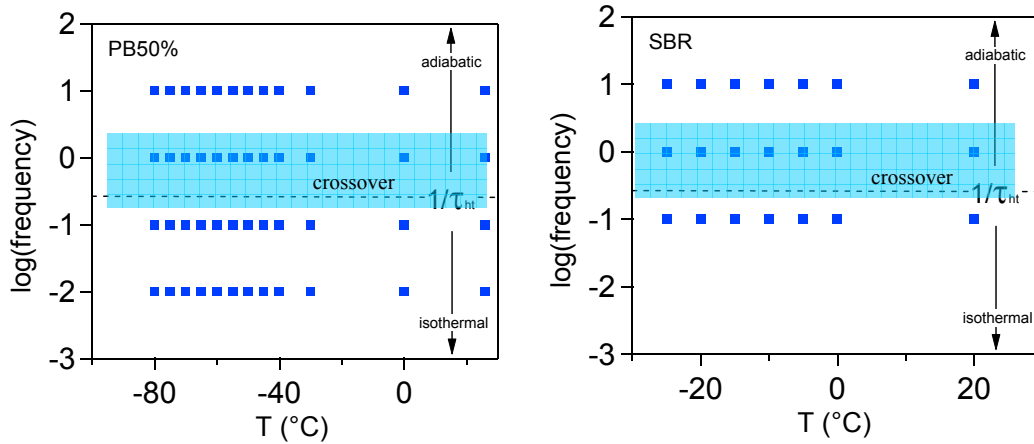 2
PB50%
adiabatic
1
0
crossover
1/τht
-1
-2
isothermal
-3
-80
-40
0
log(frequency)
T (°C)
2
SBR
adiabatic
1
0
crossover
1/τht
-1
-2
isothermal
-3
-20
0
20
log(frequency)
T (°C)